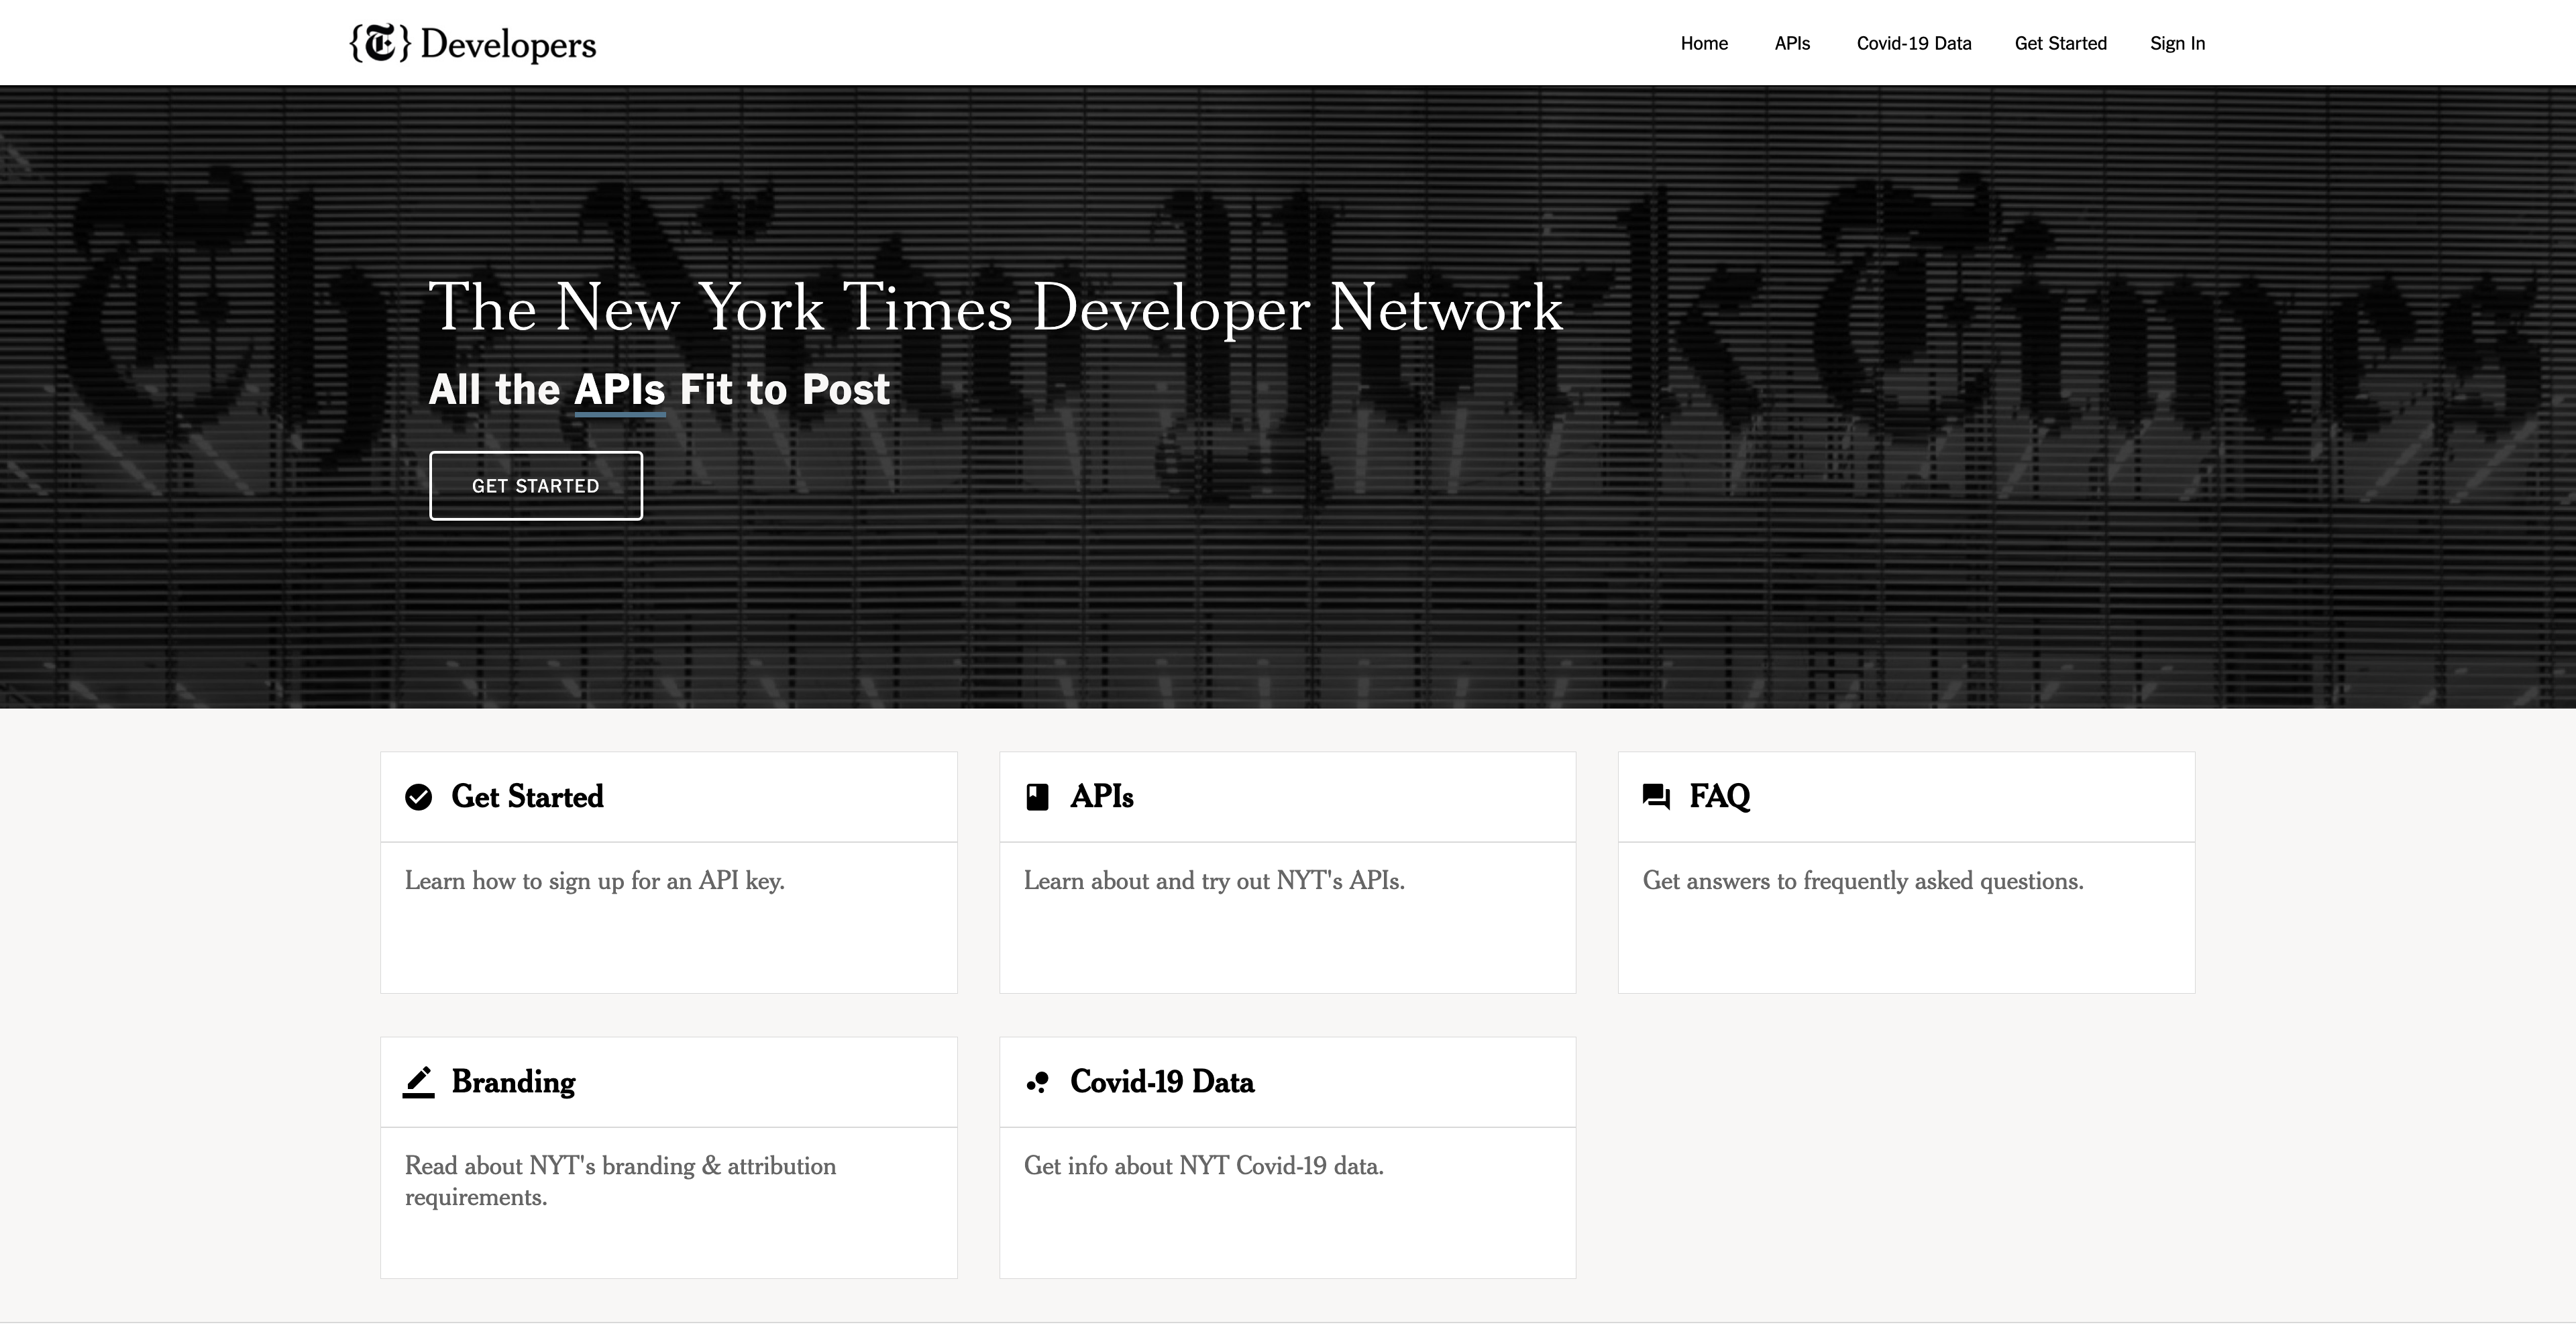 {T} Developers
Home APIs Covid-19 Data Get Started Sign In
The New York Times
The New York Times Developer Network
All the APIs Fit to Post
GET STARTED
Get Started
Learn how to sign up for an API key.
APIs
Learn about and try out NYT's APIs.
FAQ
Get answers to frequently asked questions.
Branding
Read about NYT's branding & attribution
requirements.
Covid-19 Data
Get info about NYT Covid-19 data.